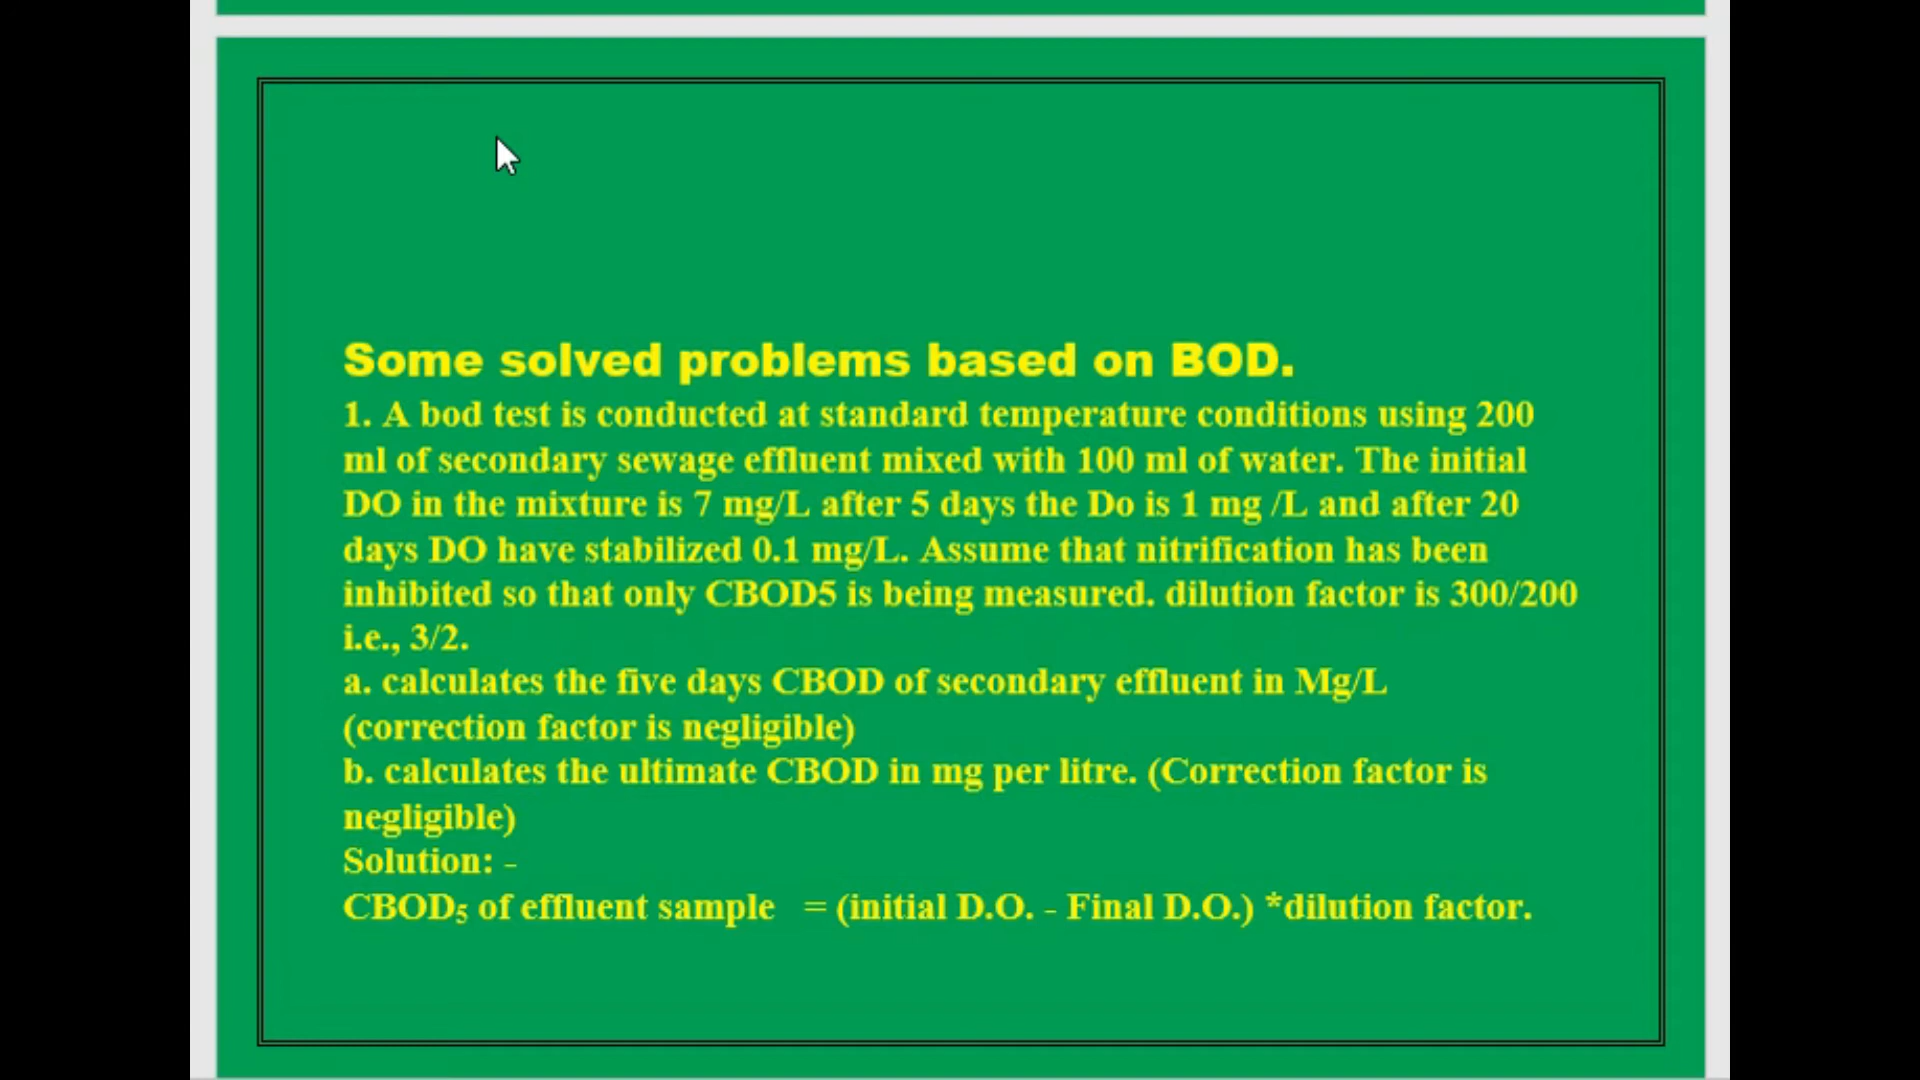 Some solved problems based on BOD.
1. A bod test is conducted at standard temperature conditions using 200
ml of secondary sewage effluent mixed with 100 ml of water. The initial
DO in the mixture is 7 mg/L after 5 days the Do is 1 mg /L and after 20
days DO have stabilized 0.1 mg/L. Assume that nitrification has been
inhibited so that only CBOD5 is being measured. dilution factor is 300/200
i.e., 3/2.
a. calculates the five days CBOD of secondary effluent in Mg/L
(correction factor is negligible)
b. calculates the ultimate CBOD in mg per litre. (Correction factor is
negligible)
Solution: -
CBOD₅ of effluent sample = (initial D.O. - Final D.O.) *dilution factor.